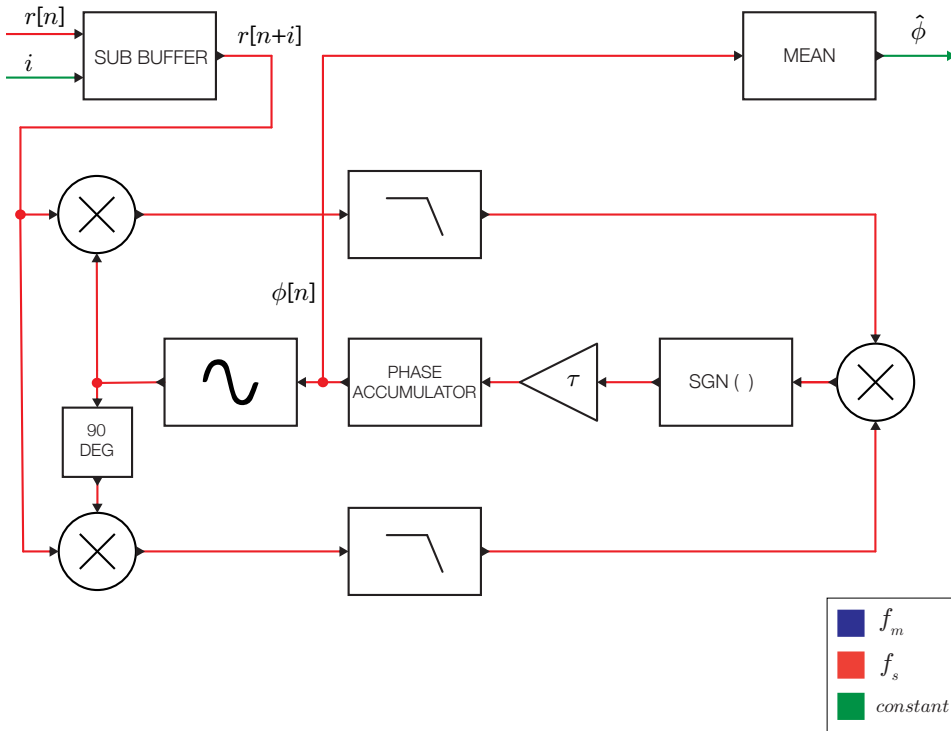 r[n]
i
SUB BUFFER
r[n+i]
MEAN
ϕ̂
ϕ[n]
PHASE
ACCUMULATOR
τ
SGN ( )
90
DEG
f_m
f_s
constant